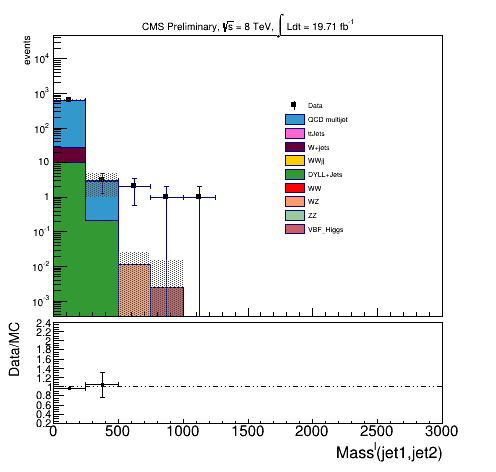 CMS Preliminary, √s = 8 TeV, ∫ Ldt = 19.71 fb⁻¹
events
10⁴
10³
10²
10
1
10⁻¹
10⁻²
10⁻³
Data
QCD multijet
ttJets
W+jets
WWjj
DYLL+Jets
WW
WZ
ZZ
VBF_Higgs
Data/MC
2.4
2.2
2
1.8
1.6
1.4
1.2
1
0.8
0.6
0.4
0.2
0 500 1000 1500 2000 2500 3000
Massˡ(jet1,jet2)